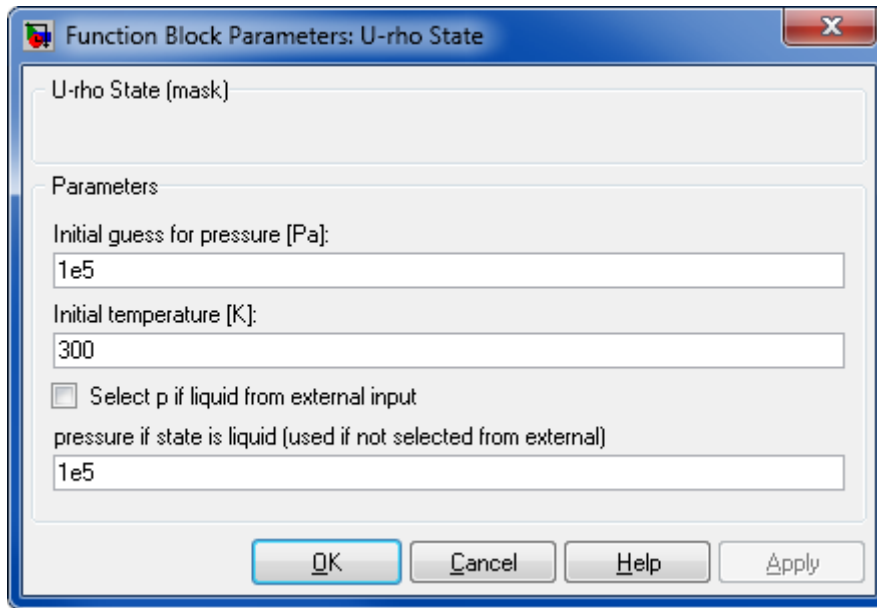 Function Block Parameters: U-rho State
U-rho State (mask)
Parameters
Initial guess for pressure [Pa]:
1e5
Initial temperature [K]:
300
Select p if liquid from external input
pressure if state is liquid (used if not selected from external)
1e5
OK Cancel Help Apply